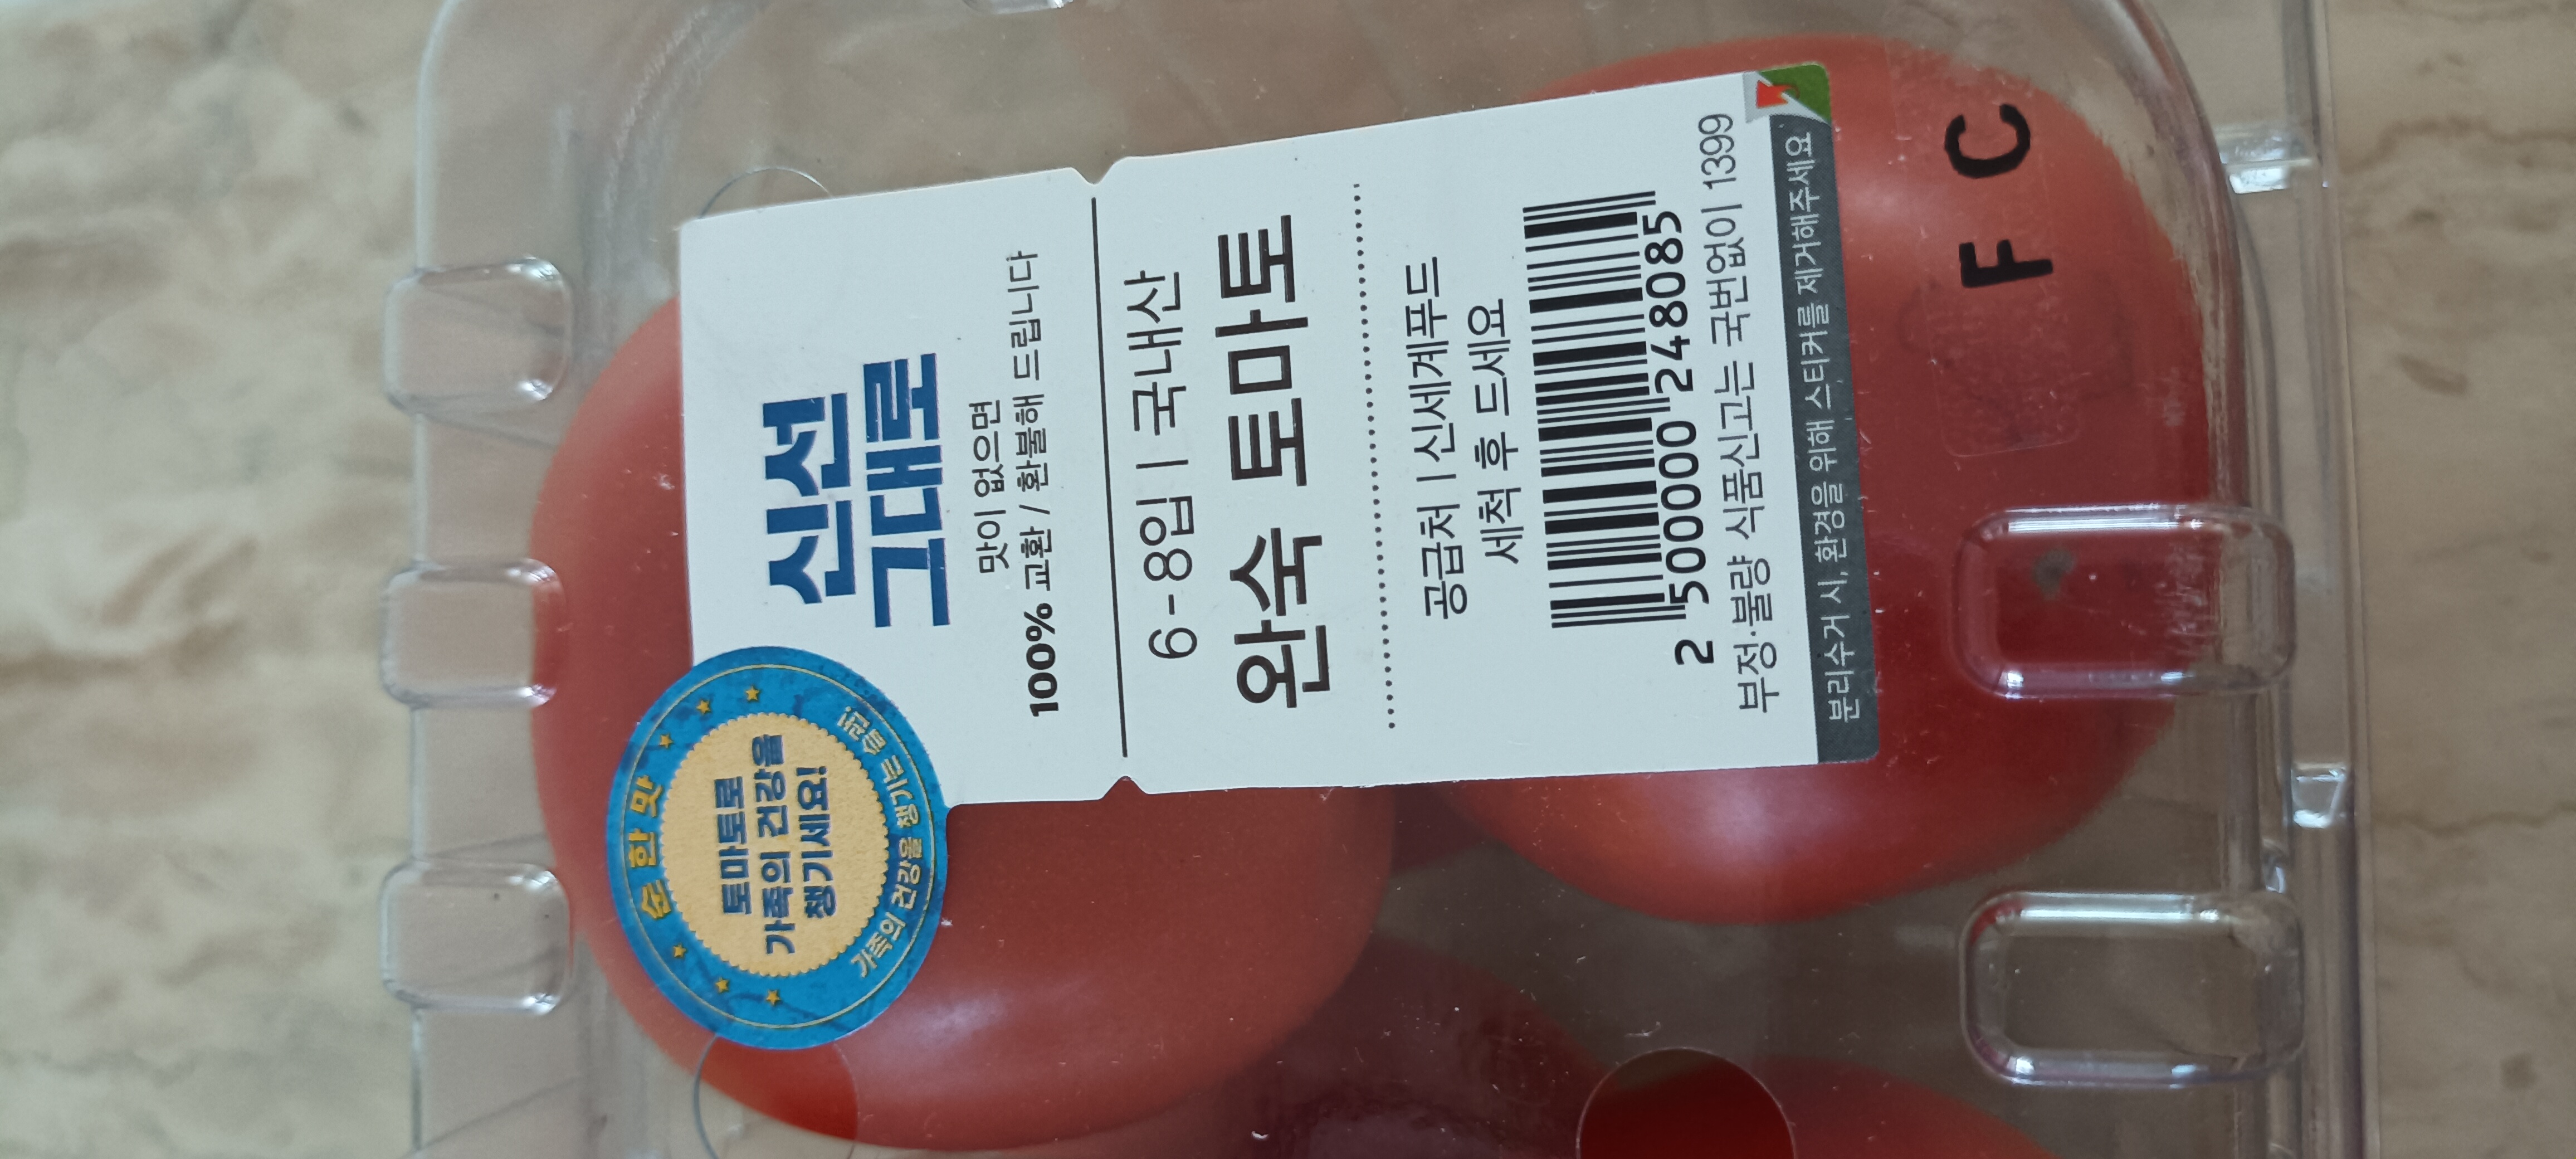 순한맛
토마토로
가족의 건강을
챙기세요!
가족의 건강을 챙기는 습관!
신선
그대로
맛이 없으면
100% 교환 / 환불해 드립니다
6-8입 | 국내산
완숙 토마토
공급처 | 신세계푸드
세척 후 드세요
2 500000 248085
부정·불량 식품신고는 국번없이 1399
분리수거 시, 환경을 위해 스티커를 제거해주세요
F C